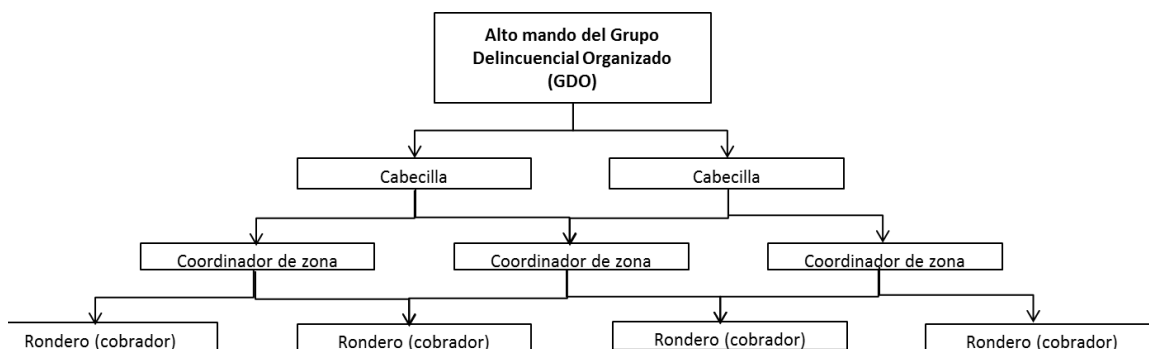 Alto mando del Grupo
Delincuencial Organizado
(GDO)
Cabecilla
Cabecilla
Coordinador de zona
Coordinador de zona
Coordinador de zona
Rondero (cobrador)
Rondero (cobrador)
Rondero (cobrador)
Rondero (cobrador)